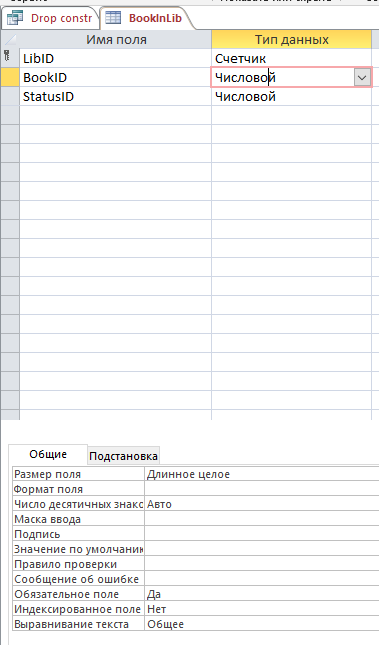 Drop constr
BookInLib
Имя поля Тип данных
LibID Счетчик
BookID Числовой
StatusID Числовой
Общие Подстановка
Размер поля Длинное целое
Формат поля
Число десятичных знако Авто
Маска ввода
Подпись
Значение по умолчани
Правило проверки
Сообщение об ошибке
Обязательное поле Да
Индексированное поле Нет
Выравнивание текста Общее